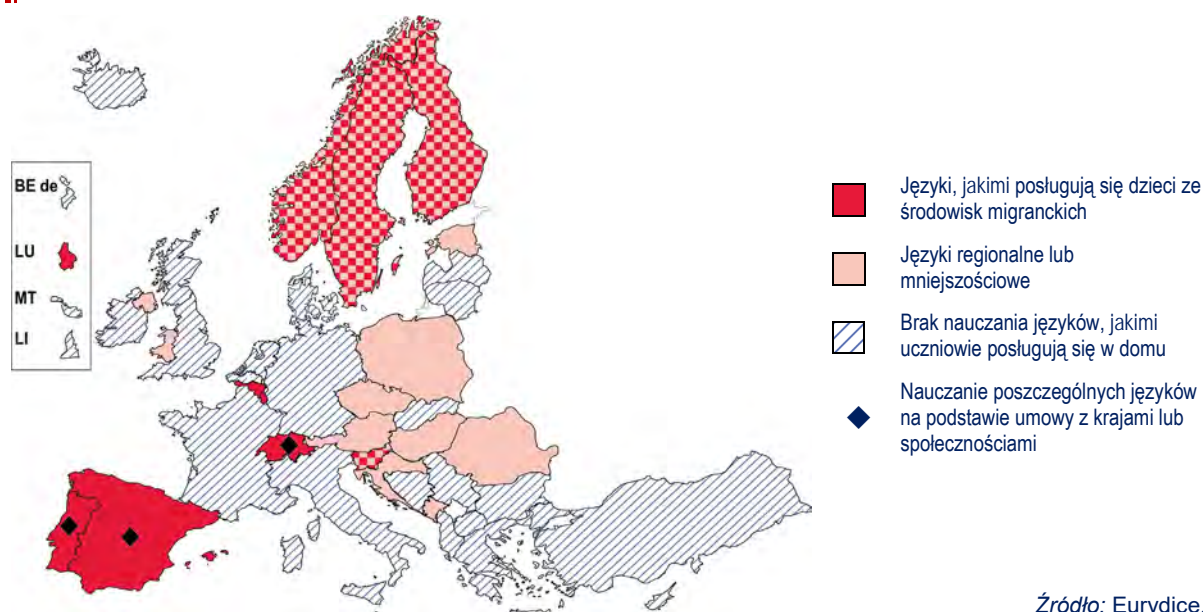 BE de
LU
MT
LI
Języki, jakimi posługują się dzieci ze
środowisk migranckich
Języki regionalne lub
mniejszościowe
Brak nauczania języków, jakimi
uczniowie posługują się w domu
Nauczanie poszczególnych języków
na podstawie umowy z krajami lub
społecznościami
Źródło: Eurydice.